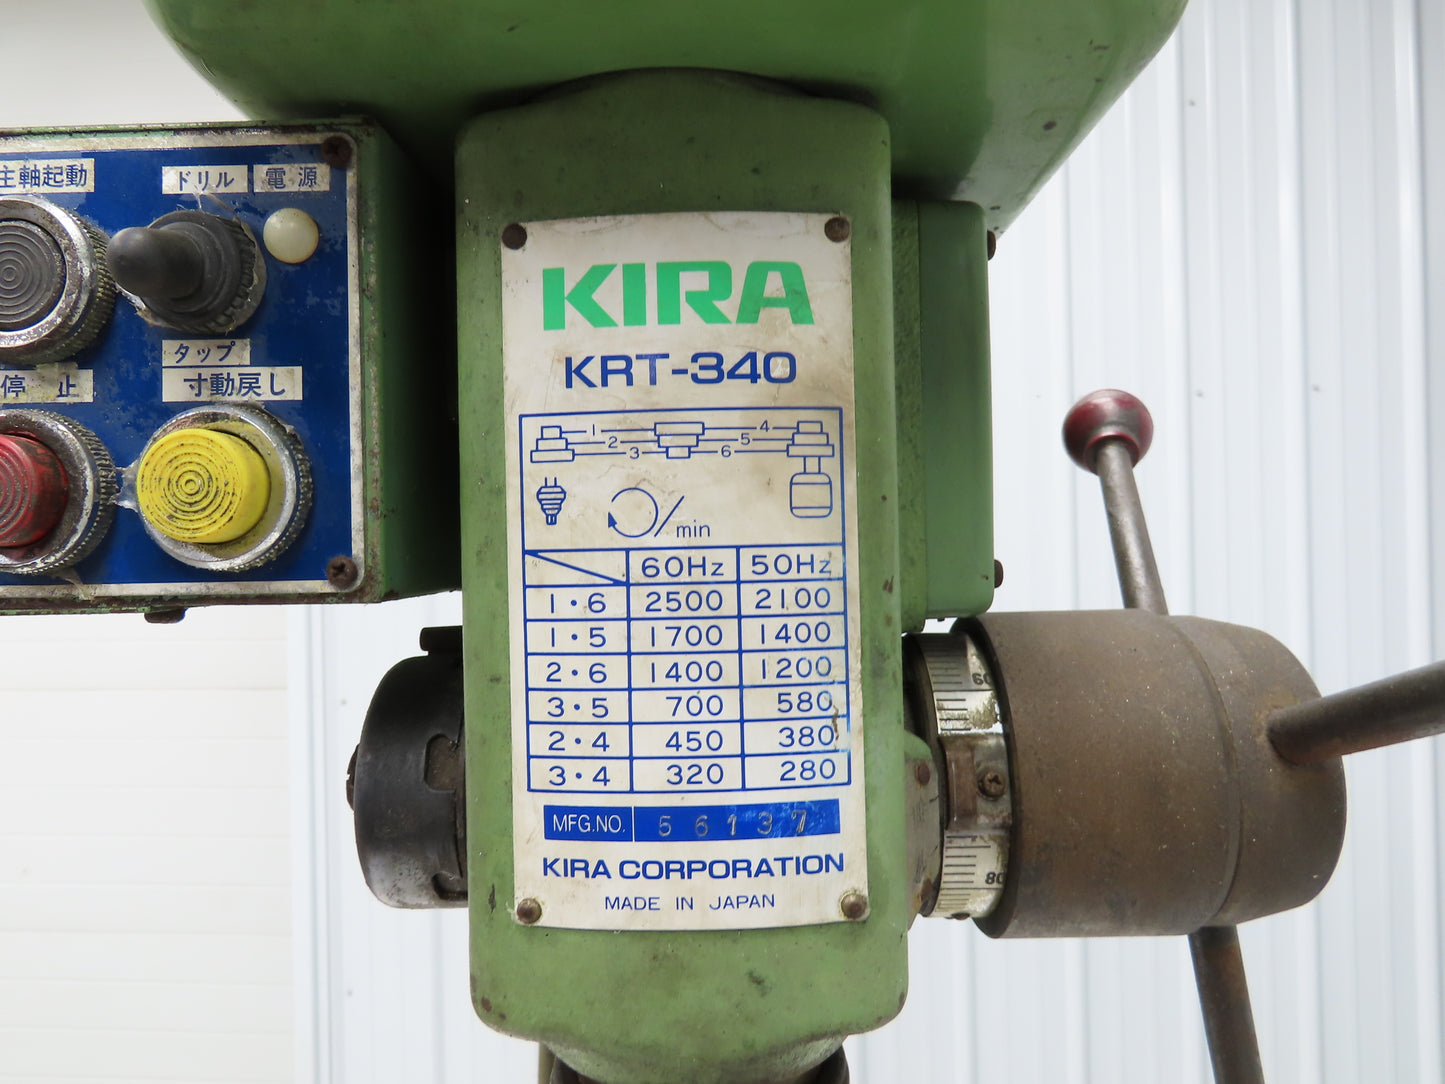 主軸起動
ドリル
電源
タップ
停止
寸動戻し
KIRA
KRT-340
1 4
2 5
3 6
/min
60Hz 50Hz
1・6 2500 2100
1・5 1700 1400
2・6 1400 1200
3・5 700 580
2・4 450 380
3・4 320 280
MFG.NO. 56137
KIRA CORPORATION
MADE IN JAPAN
80